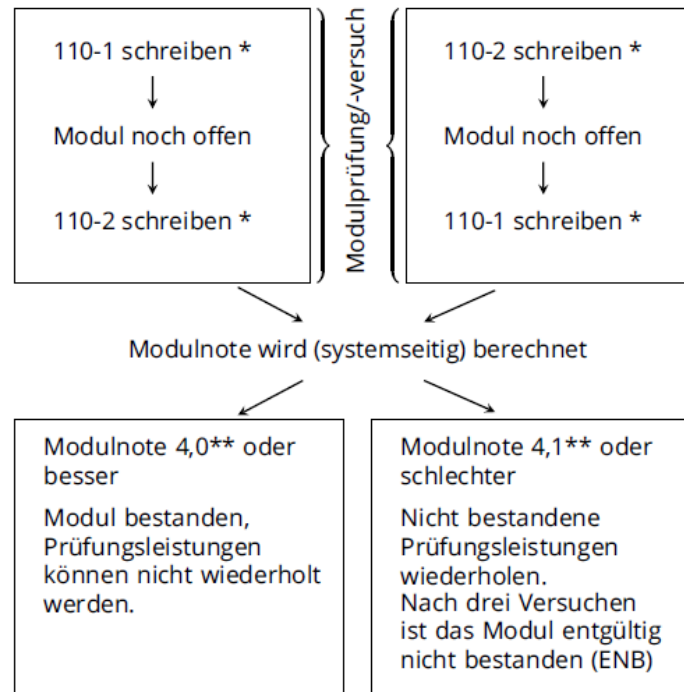 110-1 schreiben *
Modul noch offen
110-2 schreiben *
Modulprüfung/-versuch
110-2 schreiben *
Modul noch offen
110-1 schreiben *
Modulnote wird (systemseitig) berechnet
Modulnote 4,0** oder
besser
Modul bestanden,
Prüfungsleistungen
können nicht wiederholt
werden.
Modulnote 4,1** oder
schlechter
Nicht bestandene
Prüfungsleistungen
wiederholen.
Nach drei Versuchen
ist das Modul entgültig
nicht bestanden (ENB)